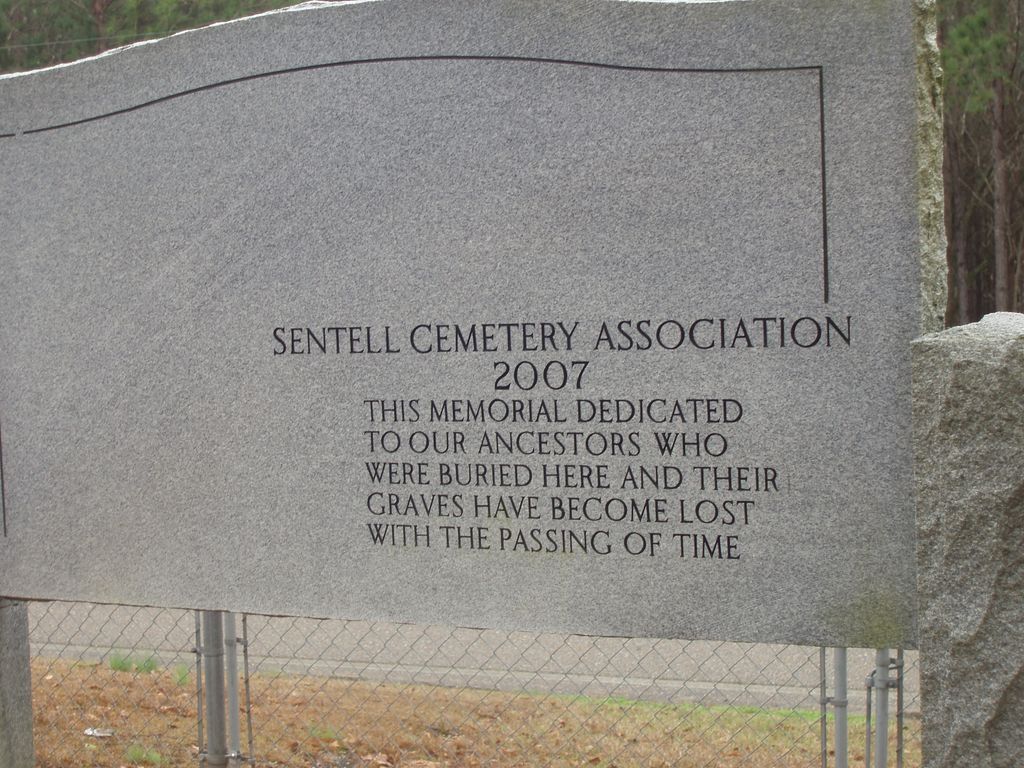 SENTELL CEMETERY ASSOCIATION
2007
THIS MEMORIAL DEDICATED
TO OUR ANCESTORS WHO
WERE BURIED HERE AND THEIR
GRAVES HAVE BECOME LOST
WITH THE PASSING OF TIME